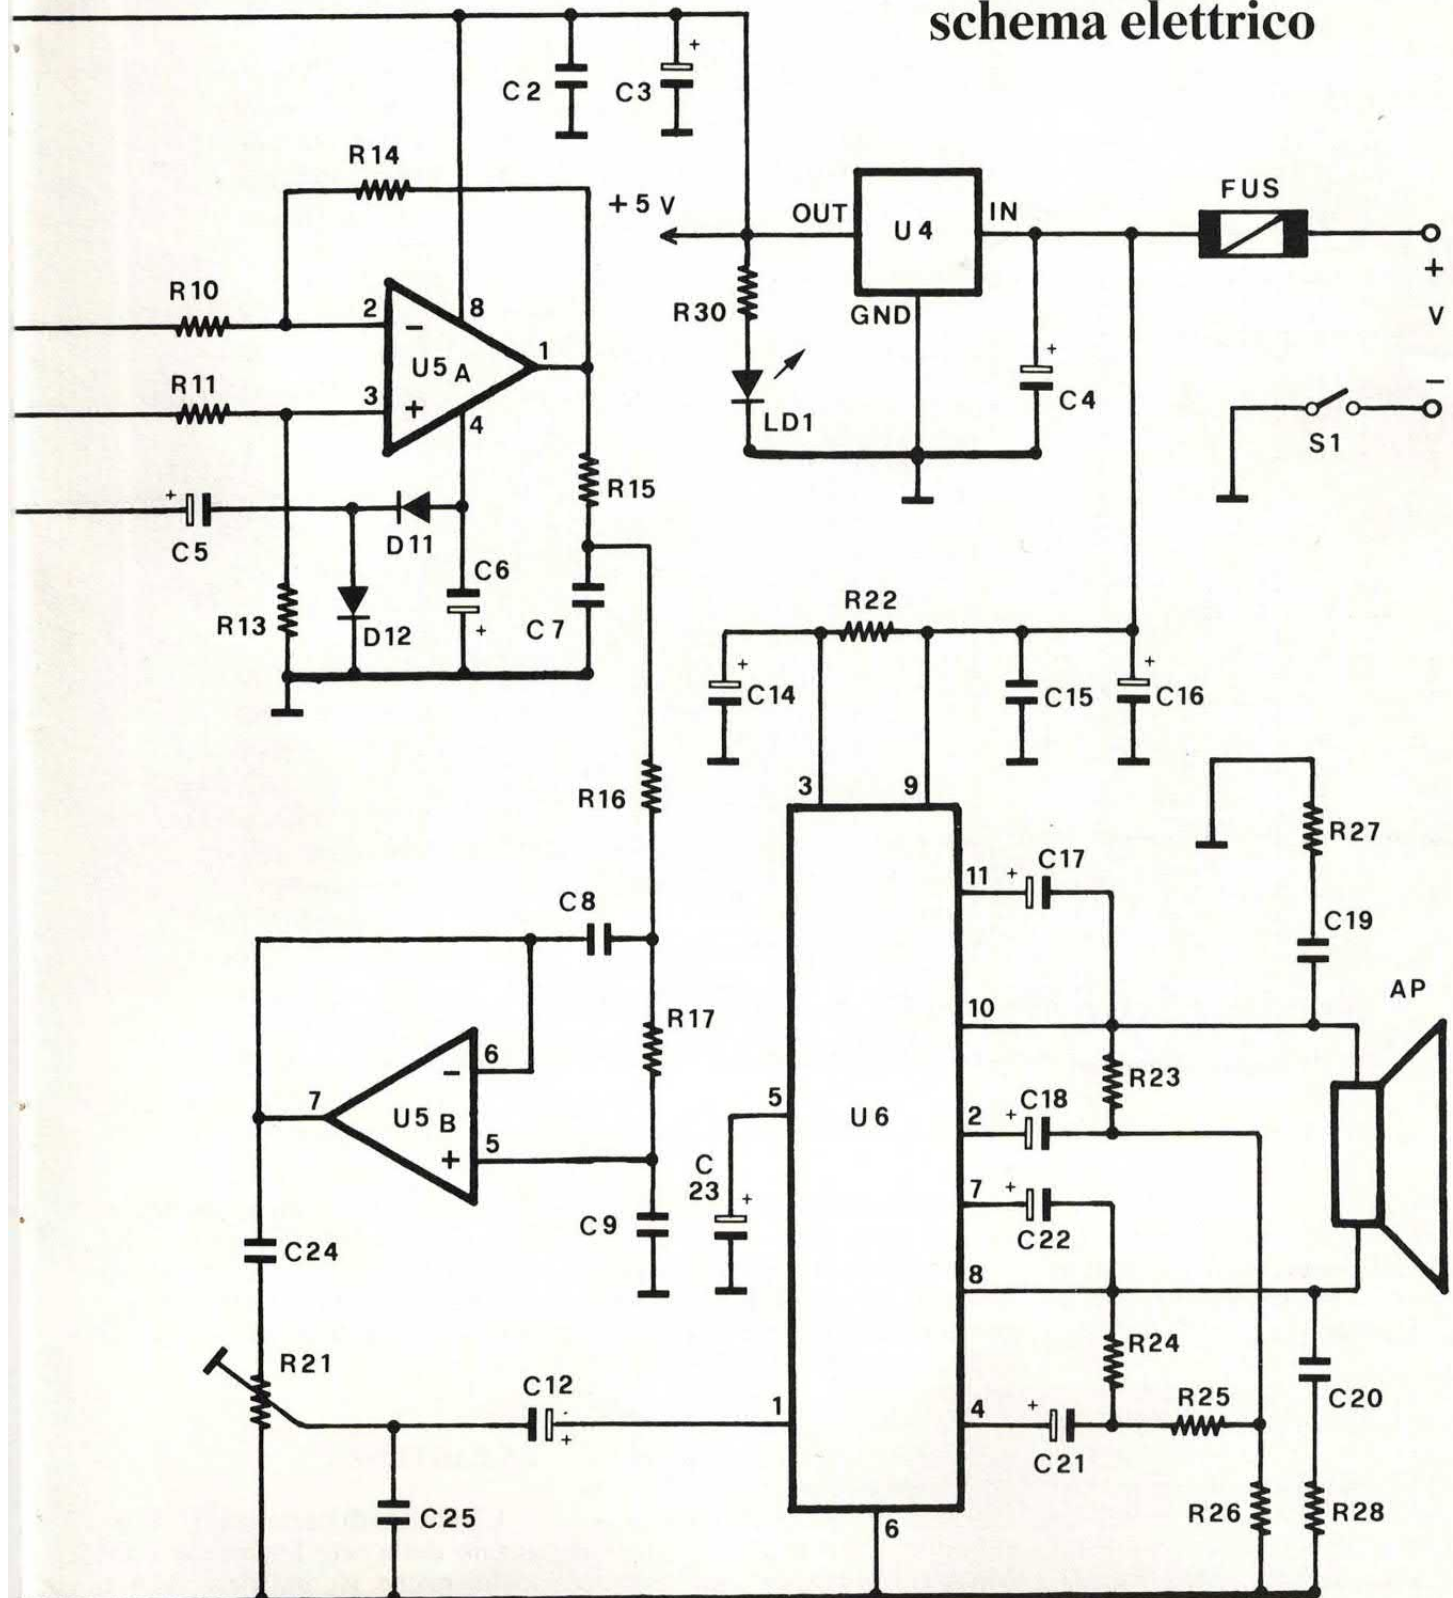 schema elettrico
C2
C3
+
R14
+5 V
OUT
U4
IN
GND
FUS
+
V
-
S1
R30
LD1
+
C4
R10
2
-
8
U5 A
1
R11
3
+
4
R15
+
C5
D11
C6
+
D12
R13
C7
R22
+
C14
C15
+
C16
R16
3
9
R27
11
+
C17
C8
C19
AP
10
R17
R23
6
-
7
U5 B
5
+
5
U6
2
+
C18
C
23
+
7
+
C22
C9
C24
8
R24
R21
C12
+
1
4
+
C21
R25
C20
C25
6
R26
R28